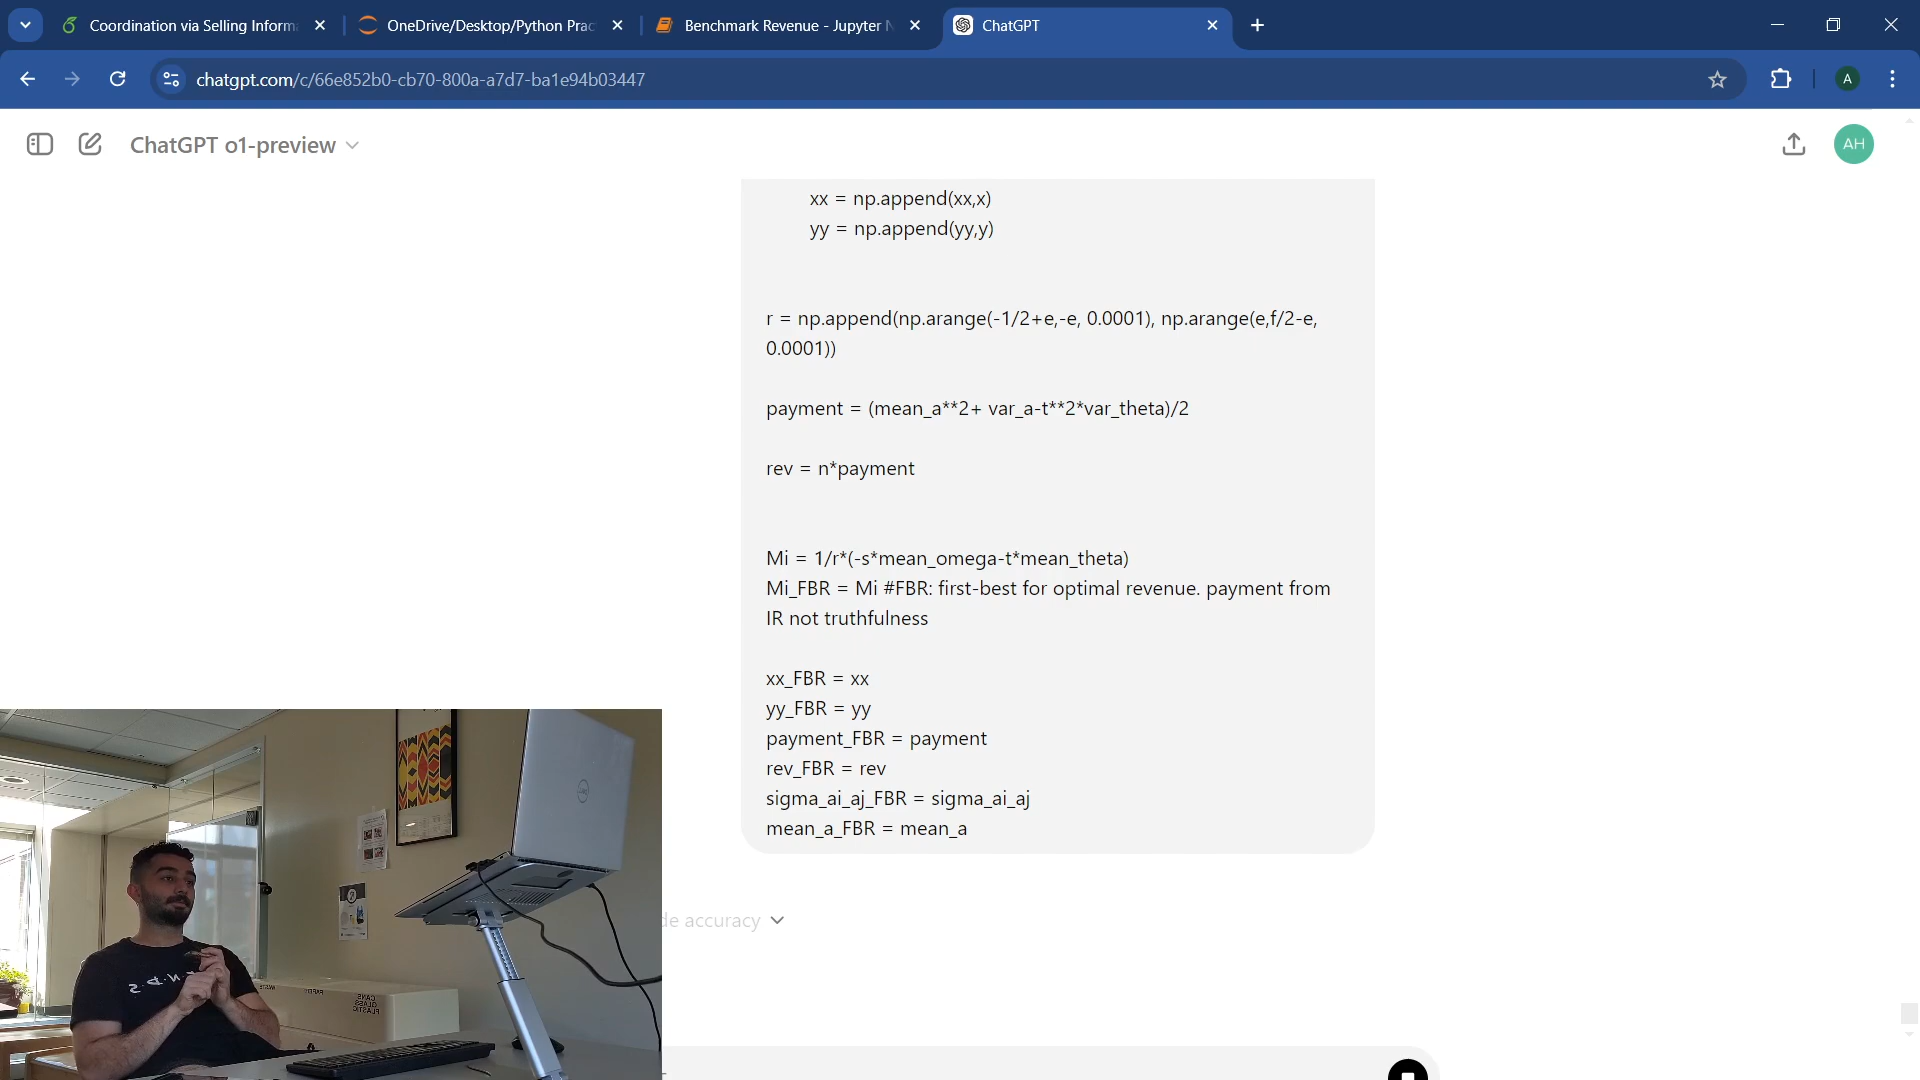 Coordination via Selling Inform
OneDrive/Desktop/Python Prac
Benchmark Revenue - Jupyter N
ChatGPT
chatgpt.com/c/66e852b0-cb70-800a-a7d7-ba1e94b03447
A
ChatGPT o1-preview
AH
xx = np.append(xx,x)
yy = np.append(yy,y)
r = np.append(np.arange(-1/2+e,-e, 0.0001), np.arange(e,f/2-e,
0.0001))
payment = (mean_a**2+ var_a-t**2*var_theta)/2
rev = n*payment
Mi = 1/r*(-s*mean_omega-t*mean_theta)
Mi_FBR = Mi #FBR: first-best for optimal revenue. payment from
IR not truthfulness
xx_FBR = xx
yy_FBR = yy
payment_FBR = payment
rev_FBR = rev
sigma_ai_aj_FBR = sigma_ai_aj
mean_a_FBR = mean_a
de accuracy